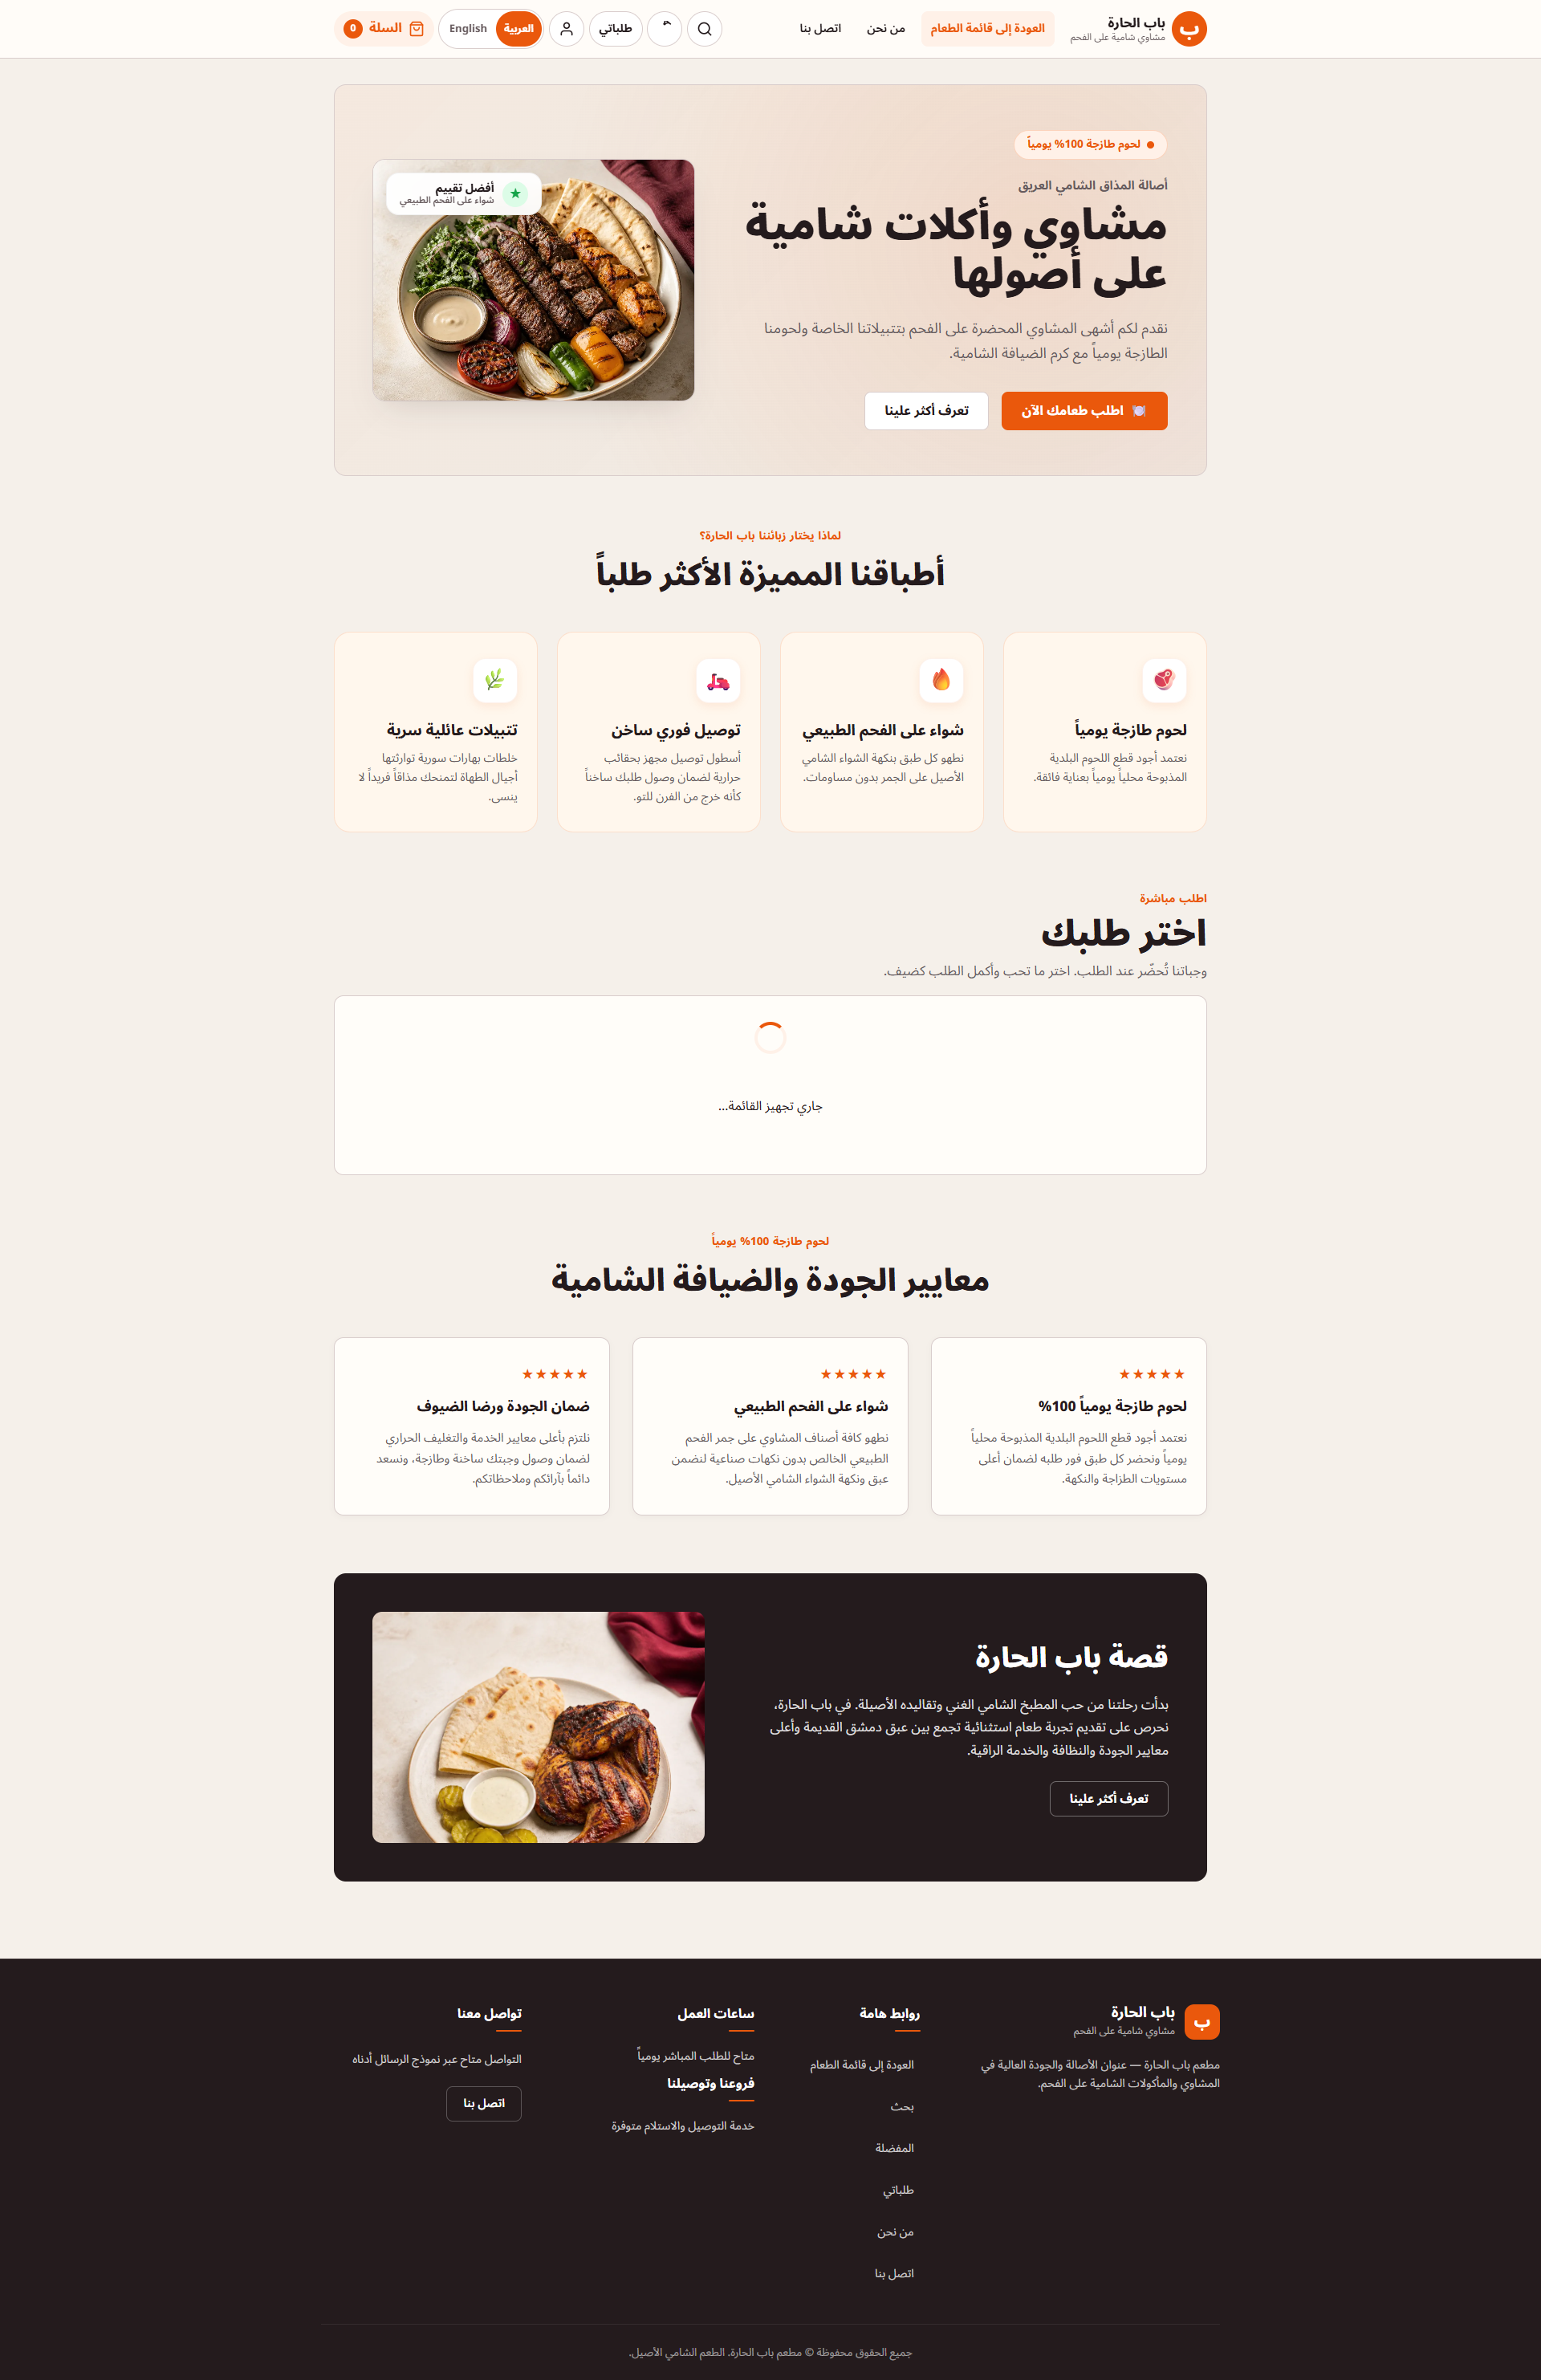 ب
باب الحارة
مشاوي شامية على الفحم
العودة إلى قائمة الطعام
من نحن
اتصل بنا
طلباتي
العربية
English
السلة
0
لحوم طازجة 100% يومياً
أصالة المذاق الشامي العريق
مشاوي وأكلات شامية
على أصولها
نقدم لكم أشهى المشاوي المحضرة على الفحم بتتبيلاتنا الخاصة ولحومنا
الطازجة يومياً مع كرم الضيافة الشامية.
اطلب طعامك الآن
تعرف أكثر علينا
أفضل تقييم
شواء على الفحم الطبيعي
لماذا يختار زبائننا باب الحارة؟
أطباقنا المميزة الأكثر طلباً
لحوم طازجة يومياً
نعتمد أجود قطع اللحوم البلدية
المذبوحة محلياً يومياً بعناية فائقة.
شواء على الفحم الطبيعي
نطهو كل طبق بنكهة الشواء الشامي
الأصيل على الجمر بدون مساومات.
توصيل فوري ساخن
أسطول توصيل مجهز بحقائب
حرارية لضمان وصول طلبك ساخناً
كأنه خرج من الفرن للتو.
تتبيلات عائلية سرية
خلطات بهارات سورية توارثتها
أجيال الطهاة لتمنحك مذاقاً فريداً لا
ينسى.
اطلب مباشرة
اختر طلبك
وجباتنا تُحضّر عند الطلب. اختر ما تحب وأكمل الطلب كضيف.
جاري تجهيز القائمة...
لحوم طازجة 100% يومياً
معايير الجودة والضيافة الشامية
★★★★★
لحوم طازجة يومياً 100%
نعتمد أجود قطع اللحوم البلدية المذبوحة محلياً
يومياً ونحضر كل طبق فور طلبه لضمان أعلى
مستويات الطزاجة والنكهة.
★★★★★
شواء على الفحم الطبيعي
نطهو كافة أصناف المشاوي على جمر الفحم
الطبيعي الخالص بدون نكهات صناعية لنضمن
عبق ونكهة الشواء الشامي الأصيل.
★★★★★
ضمان الجودة ورضا الضيوف
نلتزم بأعلى معايير الخدمة والتغليف الحراري
لضمان وصول وجبتك ساخنة وطازجة، ونسعد
دائماً بآرائكم وملاحظاتكم.
قصة باب الحارة
بدأت رحلتنا من حب المطبخ الشامي الغني وتقاليده الأصيلة. في باب الحارة،
نحرص على تقديم تجربة طعام استثنائية تجمع بين عبق دمشق القديمة وأعلى
معايير الجودة والنظافة والخدمة الراقية.
تعرف أكثر علينا
ب
باب الحارة
مشاوي شامية على الفحم
مطعم باب الحارة — عنوان الأصالة والجودة العالية في
المشاوي والمأكولات الشامية على الفحم.
روابط هامة
العودة إلى قائمة الطعام
بحث
المفضلة
طلباتي
من نحن
اتصل بنا
ساعات العمل
متاح للطلب المباشر يومياً
فروعنا وتوصيلنا
خدمة التوصيل والاستلام متوفرة
تواصل معنا
التواصل متاح عبر نموذج الرسائل أدناه
اتصل بنا
جميع الحقوق محفوظة © مطعم باب الحارة. الطعم الشامي الأصيل.